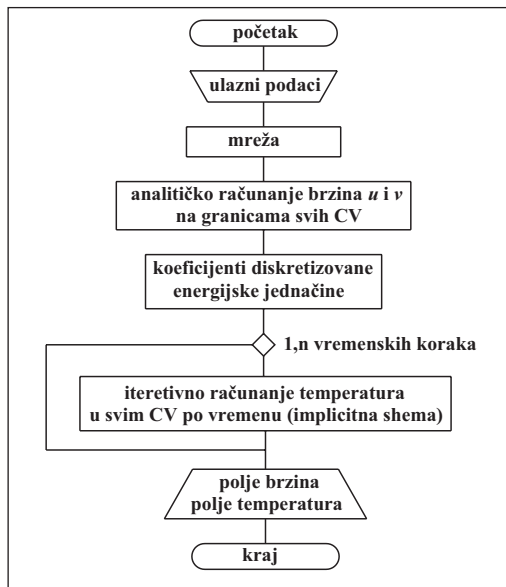 početak
ulazni podaci
mreža
analitičko računanje brzina u i v
na granicama svih CV
koeficijenti diskretizovane
energijske jednačine
1,n vremenskih koraka
iteretivno računanje temperatura
u svim CV po vremenu (implicitna shema)
polje brzina
polje temperatura
kraj